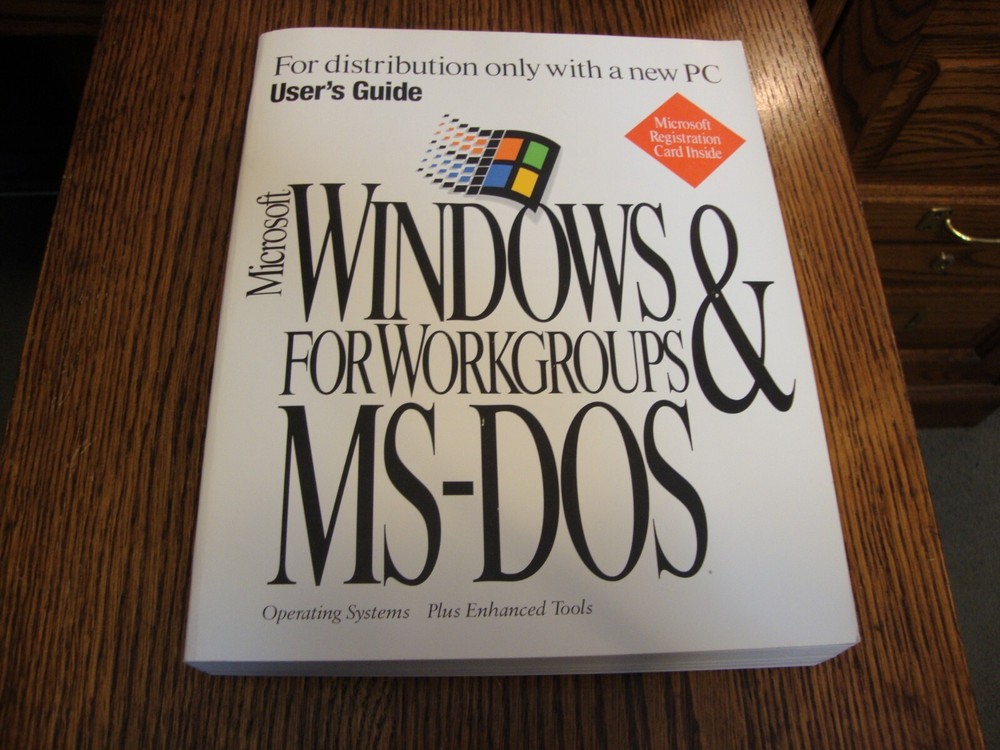 For distribution only with a new PC
User's Guide
Microsoft
Registration
Card Inside
Microsoft
WINDOWS™ &
FOR WORKGROUPS
MS-DOS
Operating Systems Plus Enhanced Tools